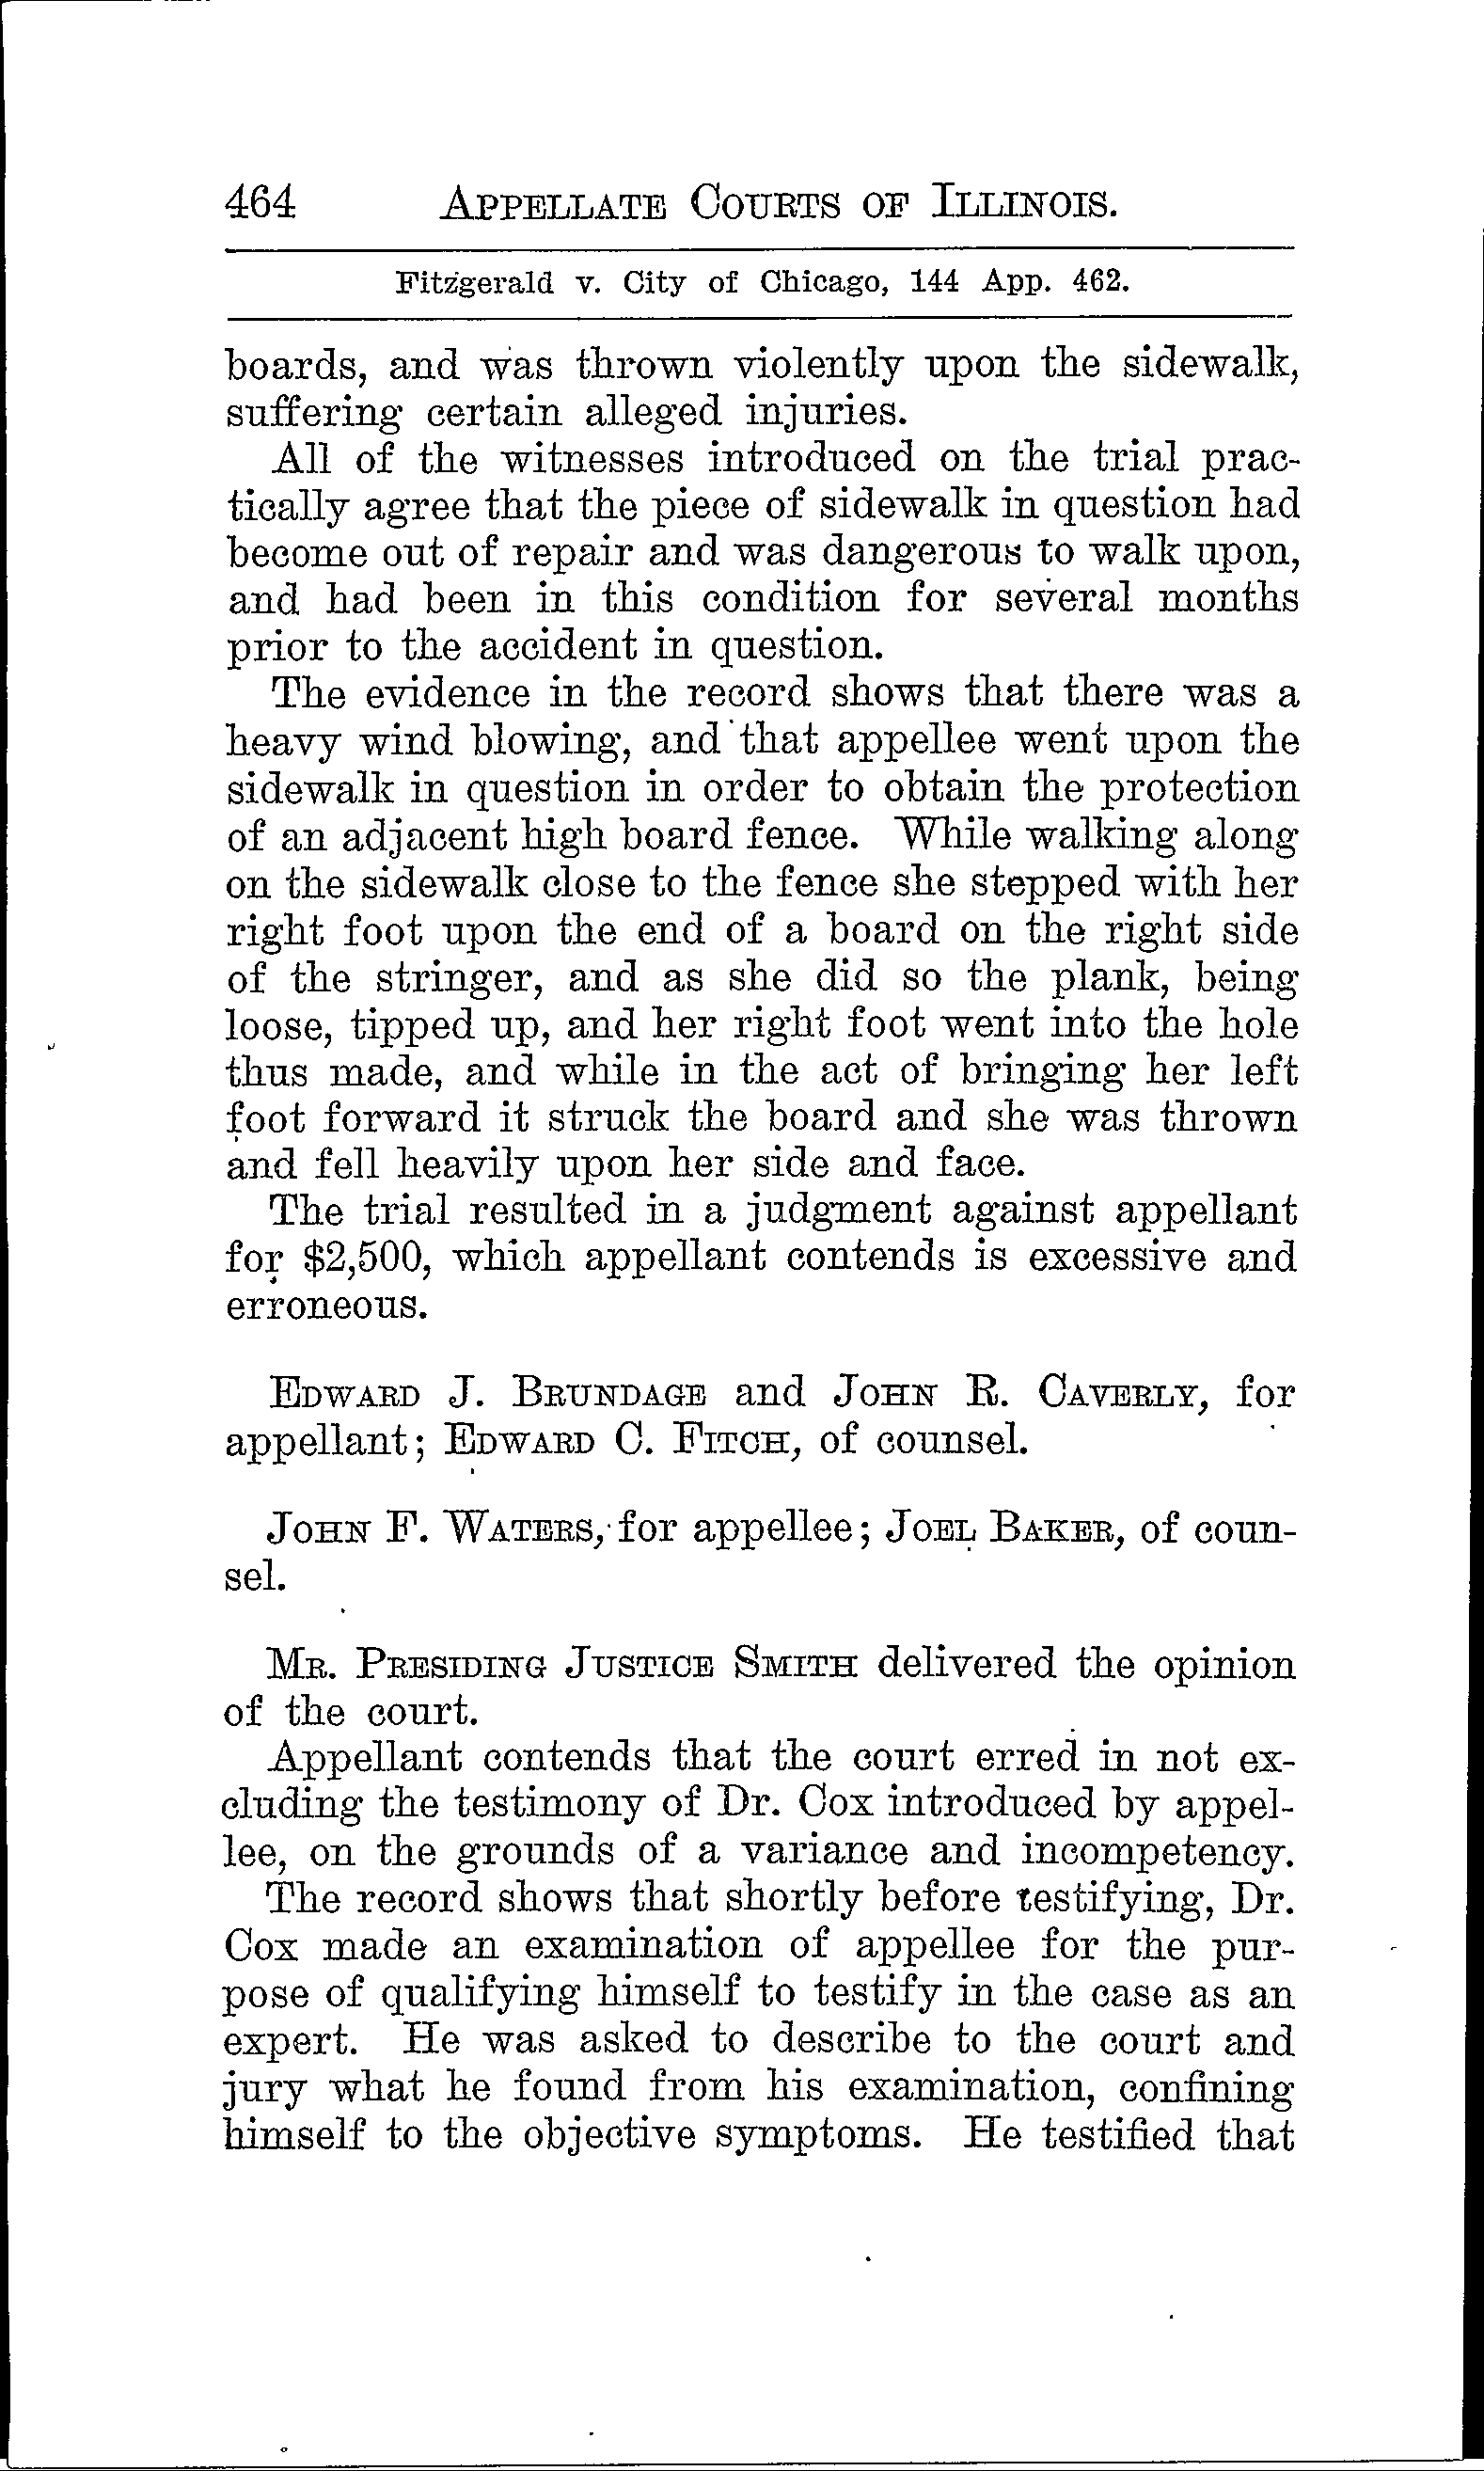 464 APPELLATE COURTS OF ILLINOIS.
Fitzgerald v. City of Chicago, 144 App. 462.
boards, and was thrown violently upon the sidewalk,
suffering certain alleged injuries.
All of the witnesses introduced on the trial prac-
tically agree that the piece of sidewalk in question had
become out of repair and was dangerous to walk upon,
and had been in this condition for several months
prior to the accident in question.
The evidence in the record shows that there was a
heavy wind blowing, and that appellee went upon the
sidewalk in question in order to obtain the protection
of an adjacent high board fence. While walking along
on the sidewalk close to the fence she stepped with her
right foot upon the end of a board on the right side
of the stringer, and as she did so the plank, being
loose, tipped up, and her right foot went into the hole
thus made, and while in the act of bringing her left
foot forward it struck the board and she was thrown
and fell heavily upon her side and face.
The trial resulted in a judgment against appellant
for $2,500, which appellant contends is excessive and
erroneous.
EDWARD J. BRUNDAGE and JOHN R. CAVERLY, for
appellant; EDWARD C. FITCH, of counsel.
JOHN F. WATERS, for appellee; JOEL BAKER, of coun-
sel.
MR. PRESIDING JUSTICE SMITH delivered the opinion
of the court.
Appellant contends that the court erred in not ex-
cluding the testimony of Dr. Cox introduced by appel-
lee, on the grounds of a variance and incompetency.
The record shows that shortly before testifying, Dr.
Cox made an examination of appellee for the pur-
pose of qualifying himself to testify in the case as an
expert. He was asked to describe to the court and
jury what he found from his examination, confining
himself to the objective symptoms. He testified that